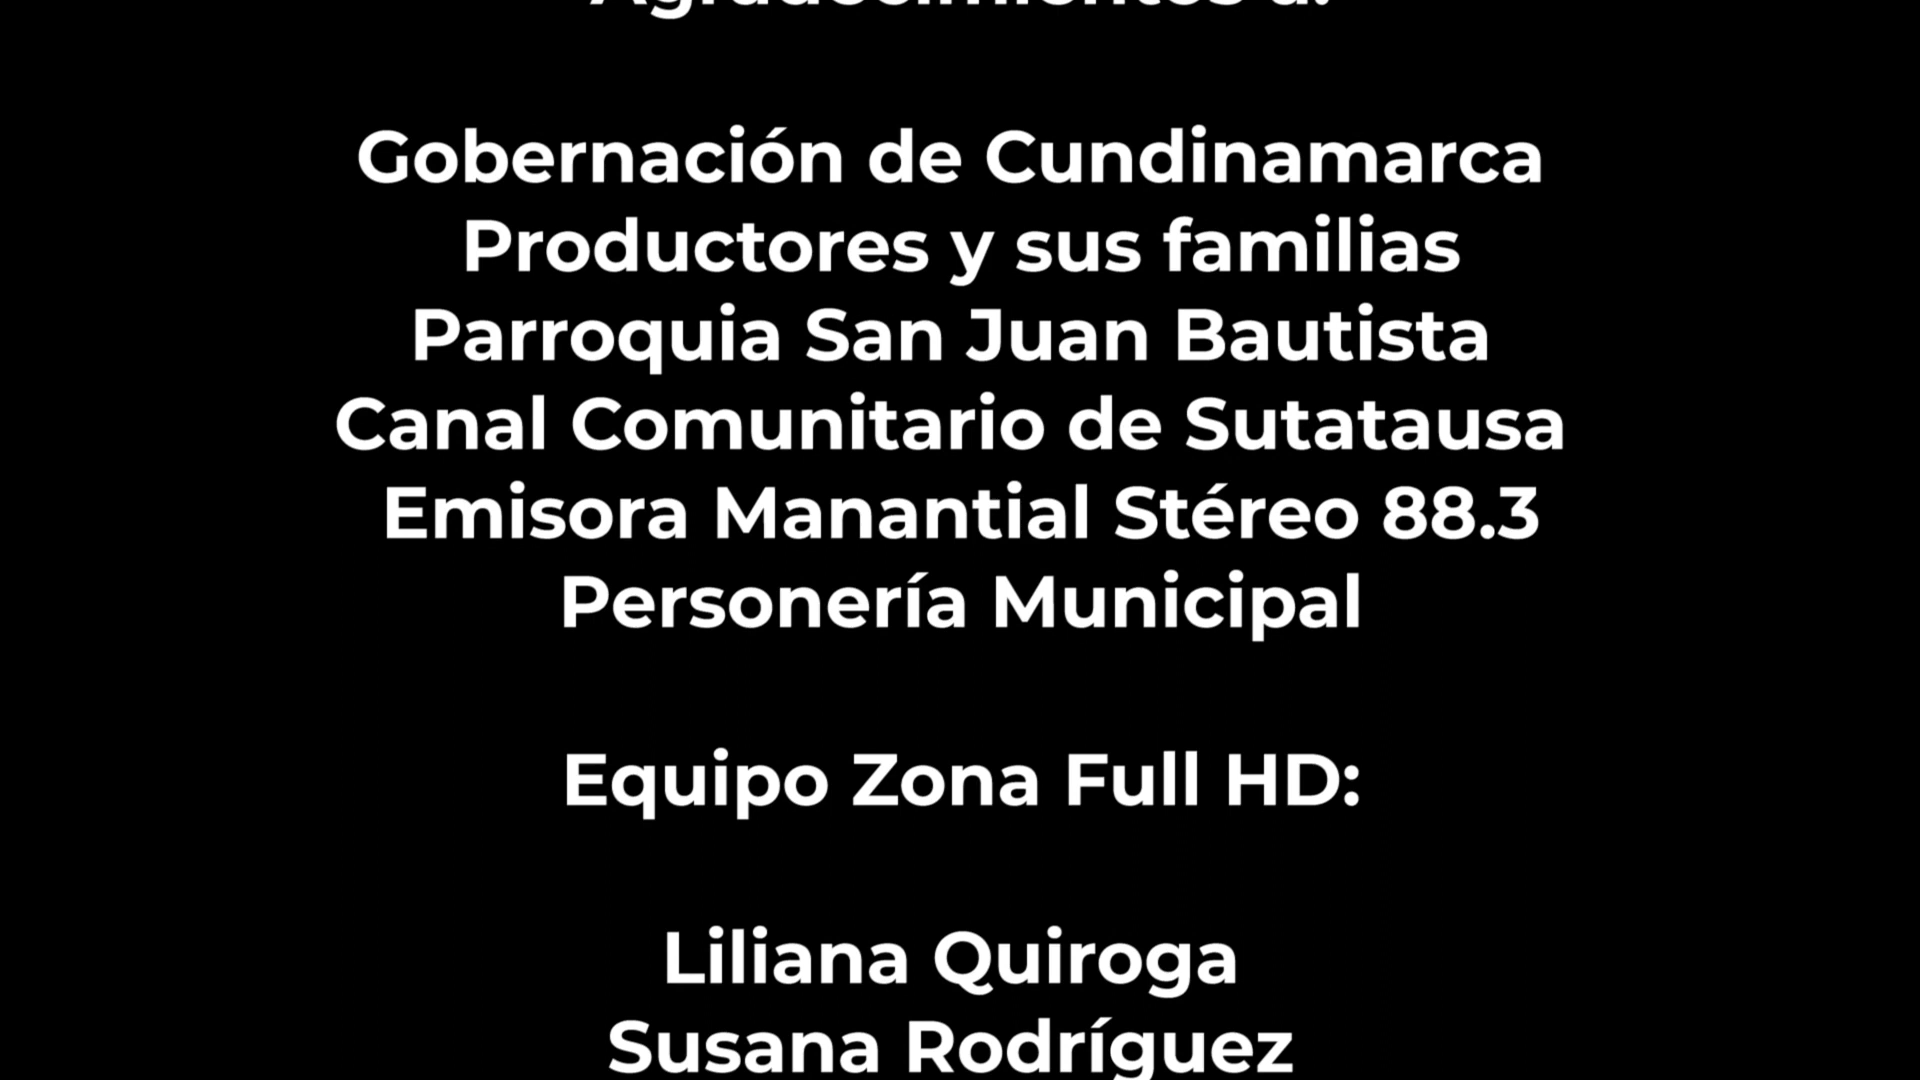 Agradecimientos a:
Gobernación de Cundinamarca
Productores y sus familias
Parroquia San Juan Bautista
Canal Comunitario de Sutatausa
Emisora Manantial Stéreo 88.3
Personería Municipal
Equipo Zona Full HD:
Liliana Quiroga
Susana Rodríguez